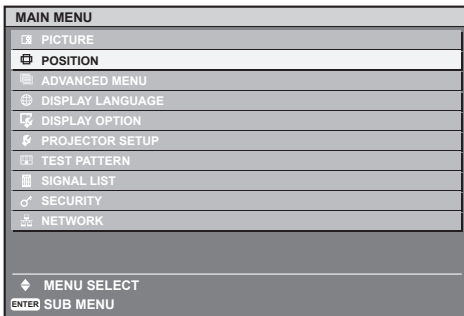 MAIN MENU
PICTURE
POSITION
ADVANCED MENU
DISPLAY LANGUAGE
DISPLAY OPTION
PROJECTOR SETUP
TEST PATTERN
SIGNAL LIST
SECURITY
NETWORK
MENU SELECT
ENTER SUB MENU